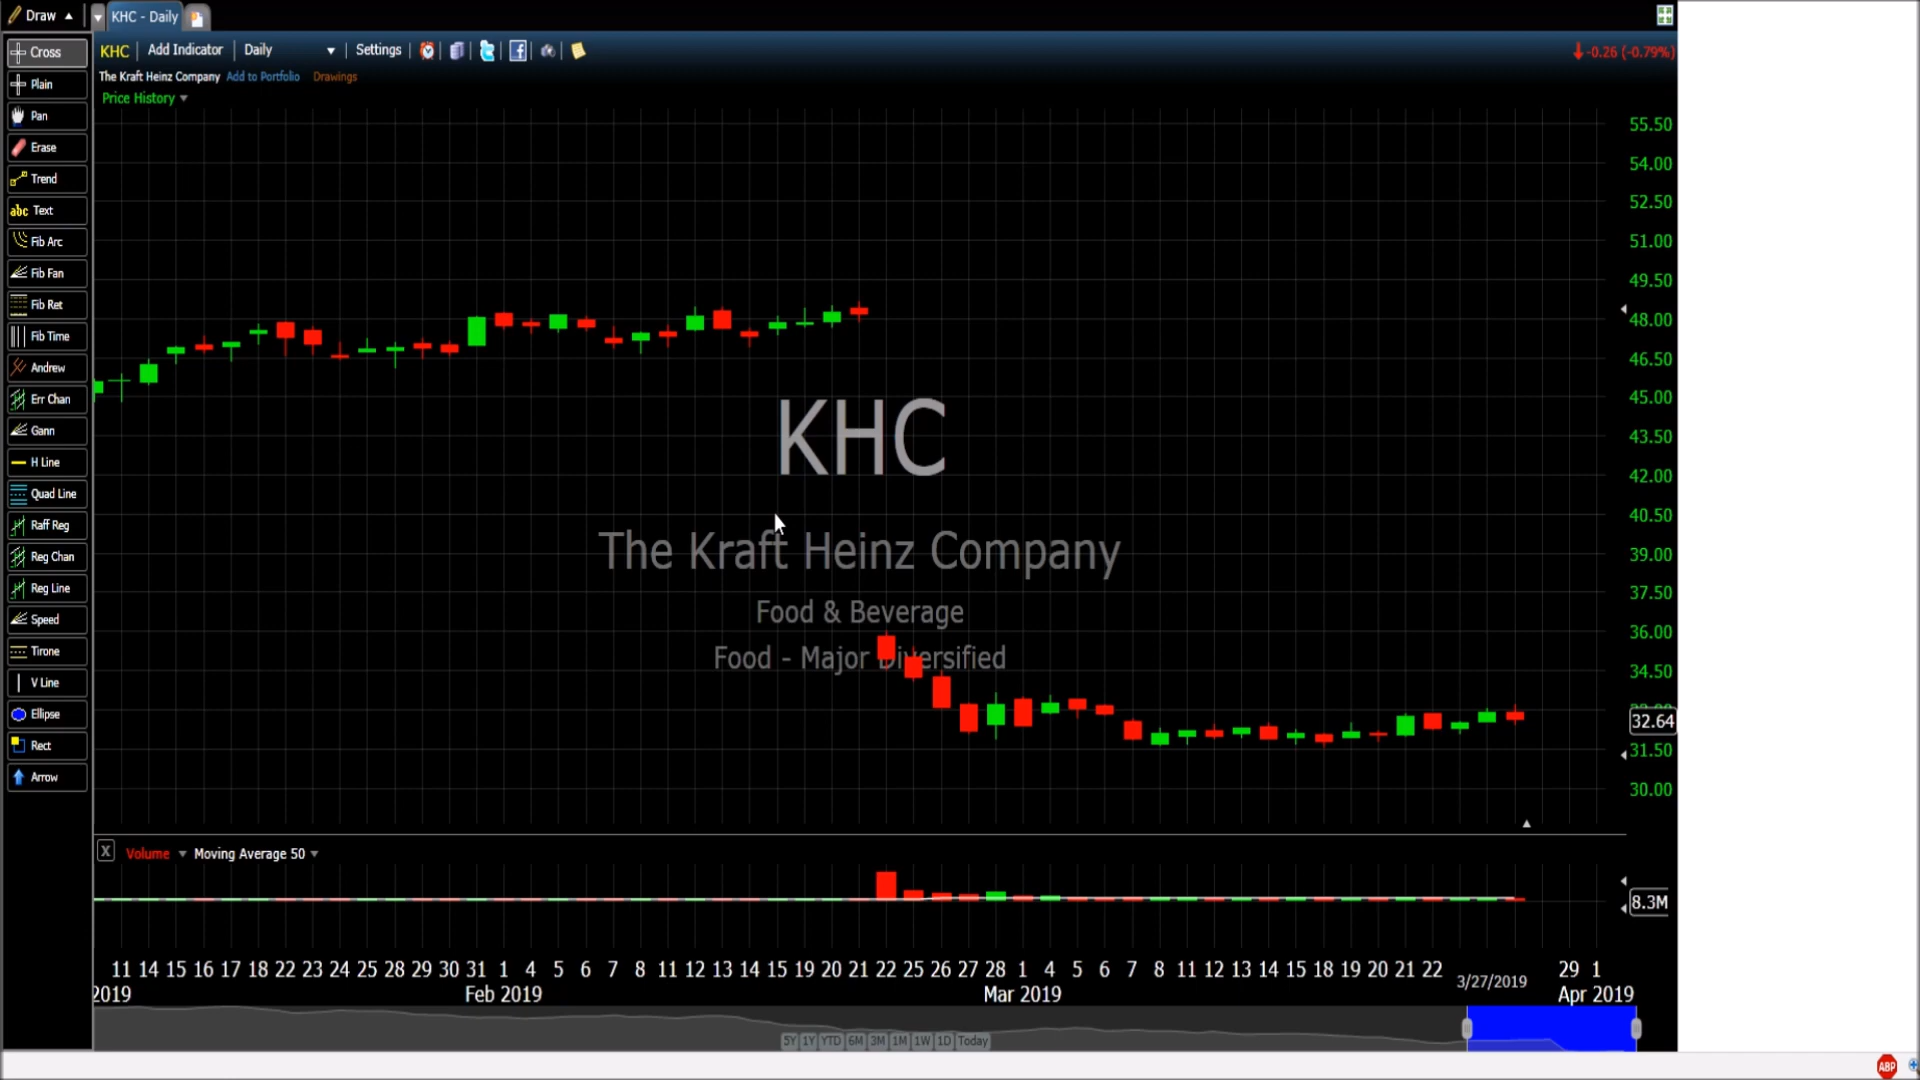 Draw
KHC - Daily
Cross
Plain
Pan
Erase
Trend
abc Text
Fib Arc
Fib Fan
Fib Ret
Fib Time
Andrew
Err Chan
Gann
H Line
Quad Line
Raff Reg
Reg Chan
Reg Line
Speed
Tirone
V Line
Ellipse
Rect
Arrow
KHC Add Indicator Daily Settings
-0.26 (-0.79%)
The Kraft Heinz Company Add to Portfolio Drawings
Price History
55.50
54.00
52.50
51.00
49.50
48.00
46.50
45.00
43.50
42.00
40.50
39.00
37.50
36.00
34.50
32.64
31.50
30.00
KHC
The Kraft Heinz Company
Food & Beverage
Food - Major Diversified
X Volume Moving Average 50
8.3M
11 14 15 16 17 18 22 23 24 25 28 29 30 31 1 4 5 6 7 8 11 12 13 14 15 19 20 21 22 25 26 27 28 1 4 5 6 7 8 11 12 13 14 15 18 19 20 21 22 3/27/2019 29 1
2019 Feb 2019 Mar 2019 Apr 2019
5Y 1Y YTD 6M 3M 1M 1W 1D Today
ABP